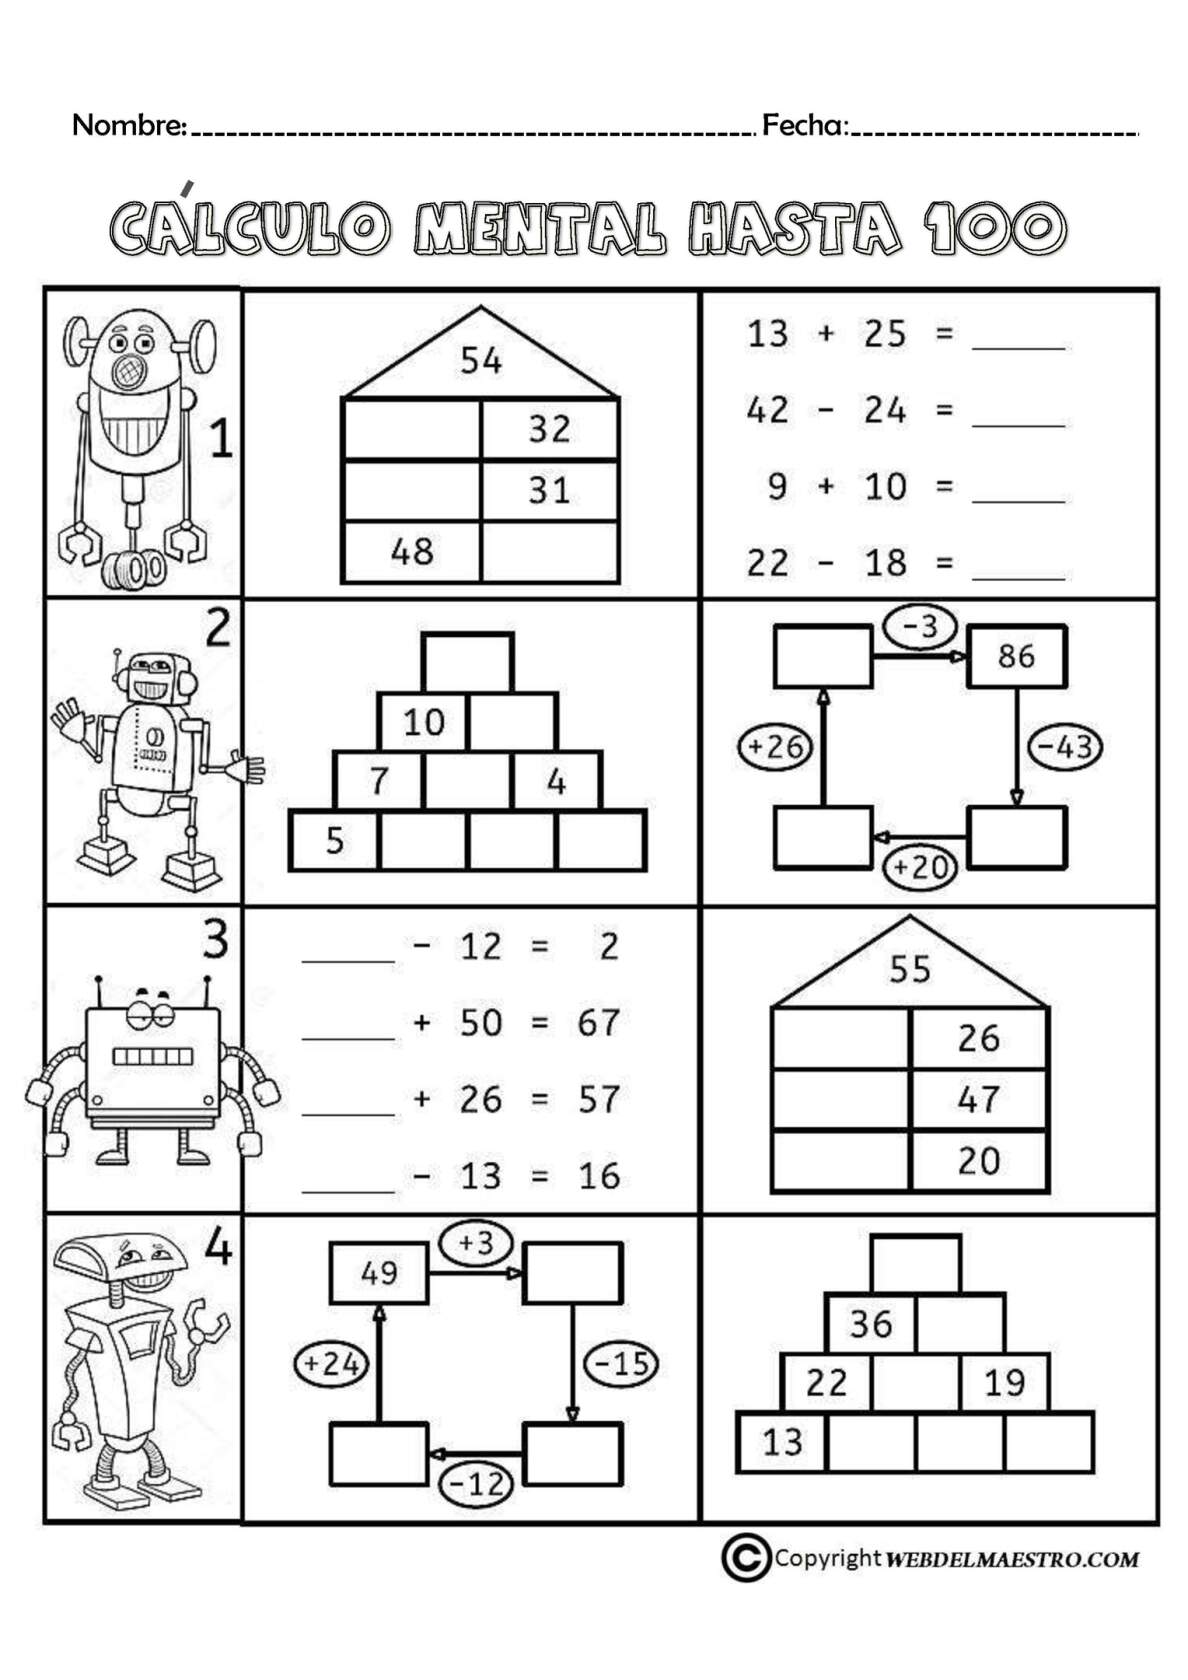 Nombre: Fecha:
CÁLCULO MENTAL HASTA 100
1
54
32
31
48
13 + 25 =
42 - 24 =
9 + 10 =
22 - 18 =
2
10
7 4
5
-3
86
-43
+20
+26
3
- 12 = 2
+ 50 = 67
+ 26 = 57
- 13 = 16
55
26
47
20
4
49
+3
-15
-12
+24
36
22 19
13
© Copyright WEBDELMAESTRO.COM